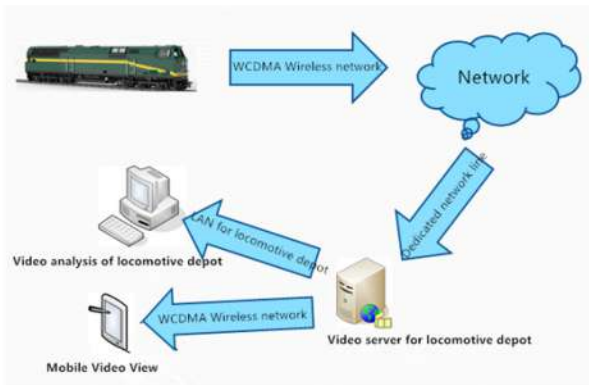 WCDMA Wireless network
Network
Dedicated network line
LAN for locomotive depot
Video analysis of locomotive depot
Video server for locomotive depot
WCDMA Wireless network
Mobile Video View